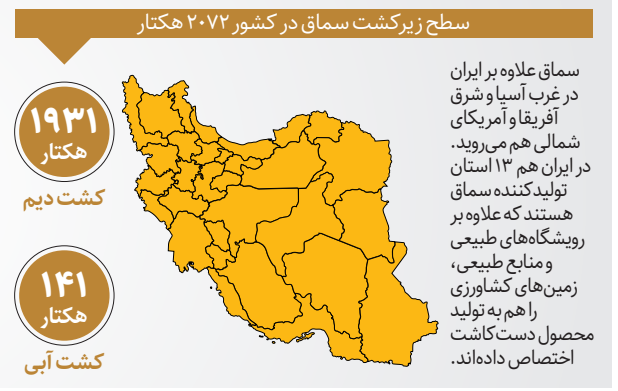 سطح زیرکشت سماق در کشور ۲۰۷۲ هکتار
سماق علاوه بر ایران
در غرب آسیا و شرق
آفریقا و آمریکای
شمالی هم می‌روید.
در ایران هم ۱۳ استان
تولیدکننده سماق
هستند که علاوه بر
رویشگاه‌های طبیعی
و منابع طبیعی،
زمین‌های کشاورزی
را هم به تولید
محصول دست‌کاشت
اختصاص داده‌اند.
۱۹۳۱
هکتار
کشت دیم
۱۴۱
هکتار
کشت آبی